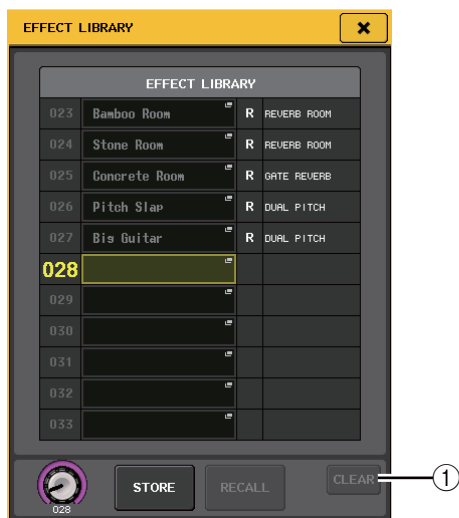 EFFECT LIBRARY
EFFECT LIBRARY
023 Bamboo Room R REVERB ROOM
024 Stone Room R REVERB ROOM
025 Concrete Room R GATE REVERB
026 Pitch Slap R DUAL PITCH
027 Big Guitar R DUAL PITCH
028
029
030
031
032
033
028 STORE RECALL CLEAR 1